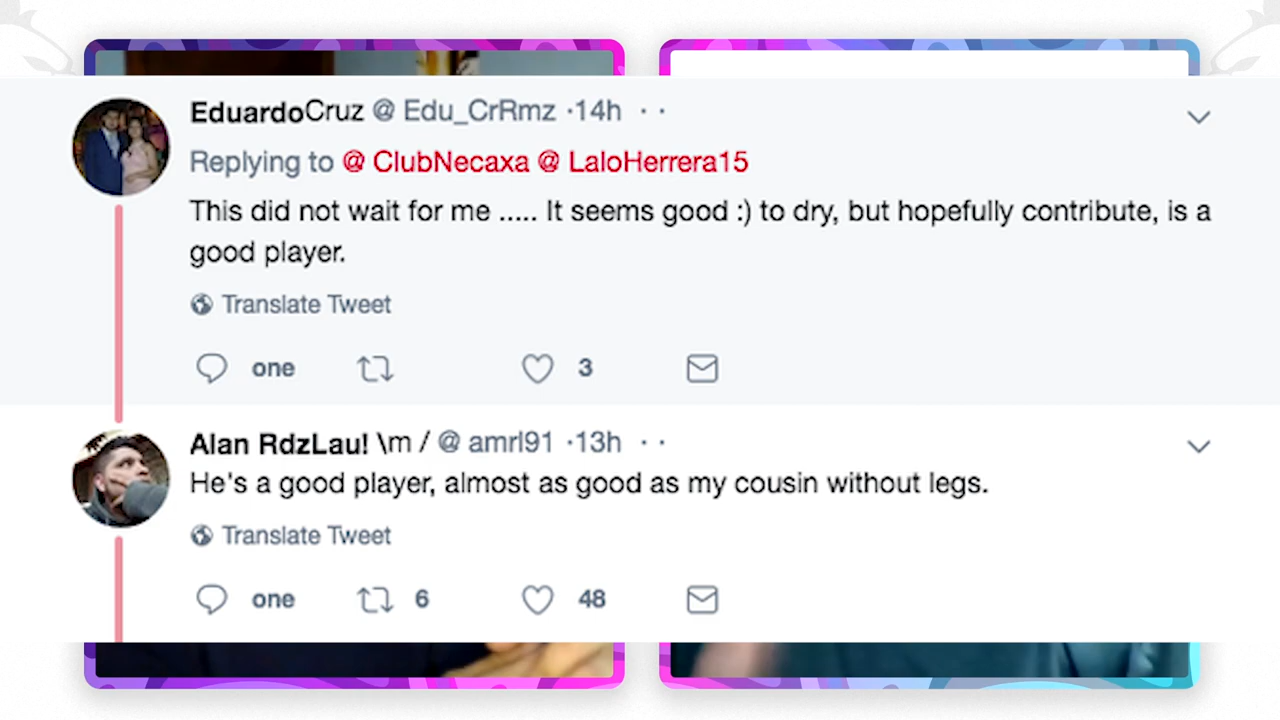 EduardoCruz @ Edu_CrRmz ·14h · ·
Replying to @ ClubNecaxa @ LaloHerrera15
This did not wait for me ..... It seems good :) to dry, but hopefully contribute, is a
good player.
Translate Tweet
one 3
Alan RdzLau! \m / @ amrl91 ·13h · ·
He's a good player, almost as good as my cousin without legs.
Translate Tweet
one 6 48